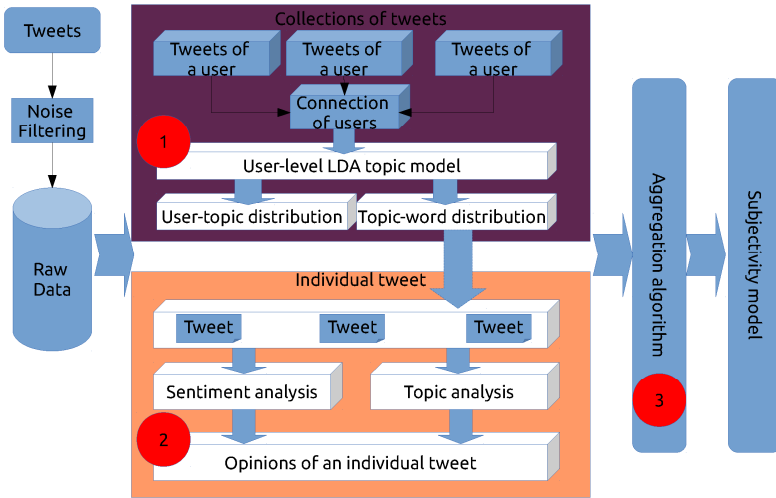 Tweets
Noise
Filtering
Raw
Data
Collections of tweets
Tweets of
a user
Tweets of
a user
Tweets of
a user
Connection
of users
1
User-level LDA topic model
User-topic distribution
Topic-word distribution
Individual tweet
Tweet
Tweet
Tweet
Sentiment analysis
Topic analysis
2
Opinions of an individual tweet
Aggregation algorithm
3
Subjectivity model